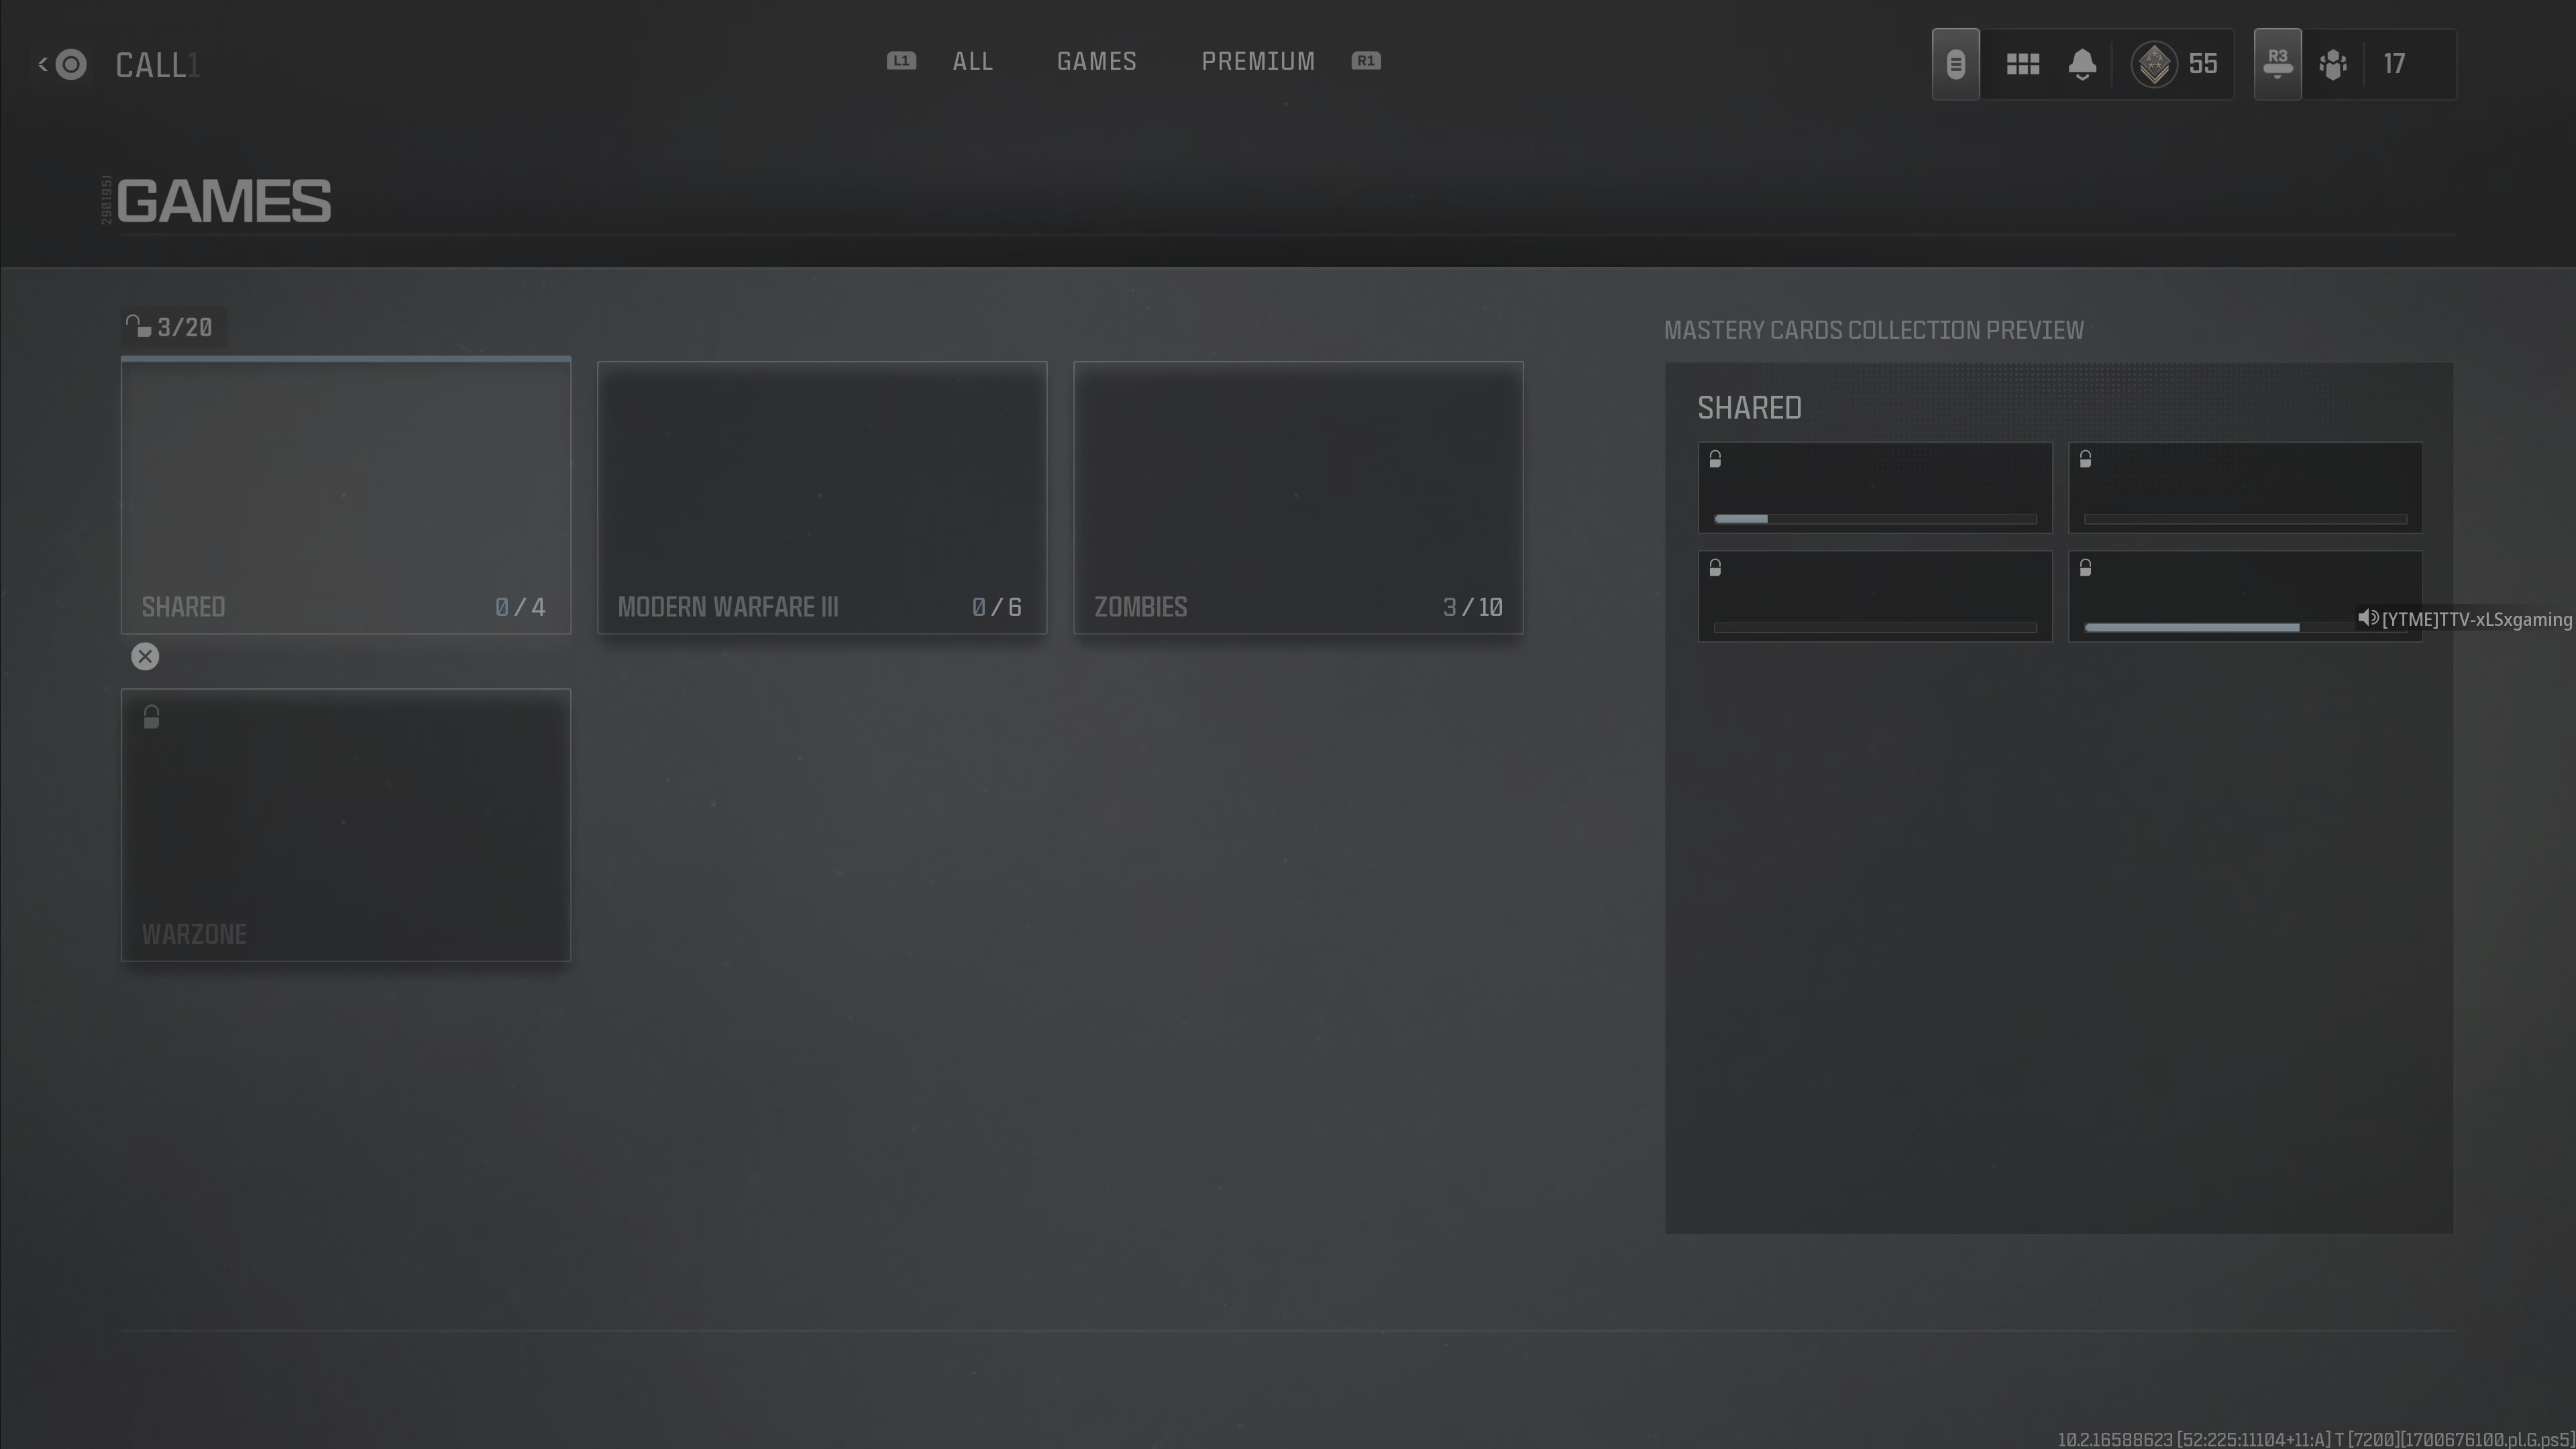 CALL1
L1 ALL GAMES PREMIUM R1
55
R3
17
290195J
GAMES
3/20
MASTERY CARDS COLLECTION PREVIEW
SHARED
SHARED 0/4
MODERN WARFARE III 0/6
ZOMBIES 3/10
[YTME]TTV-xLSxgaming
WARZONE
10.2.16588623 [52:225:11104+11:A] T [7200][1700676100.pl.G.ps5]